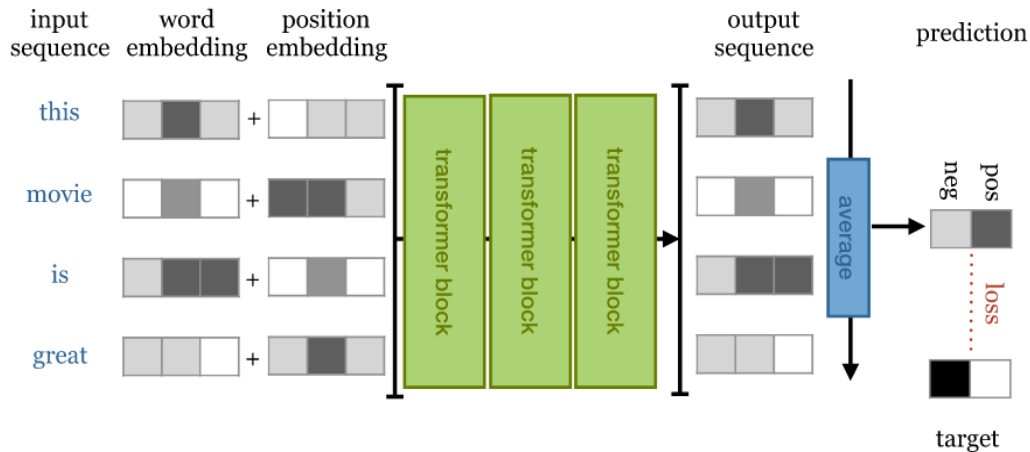 input
sequence
word
embedding
position
embedding
output
sequence
prediction
this
+
movie
+
is
+
great
+
transformer block
transformer block
transformer block
average
neg
pos
loss
target